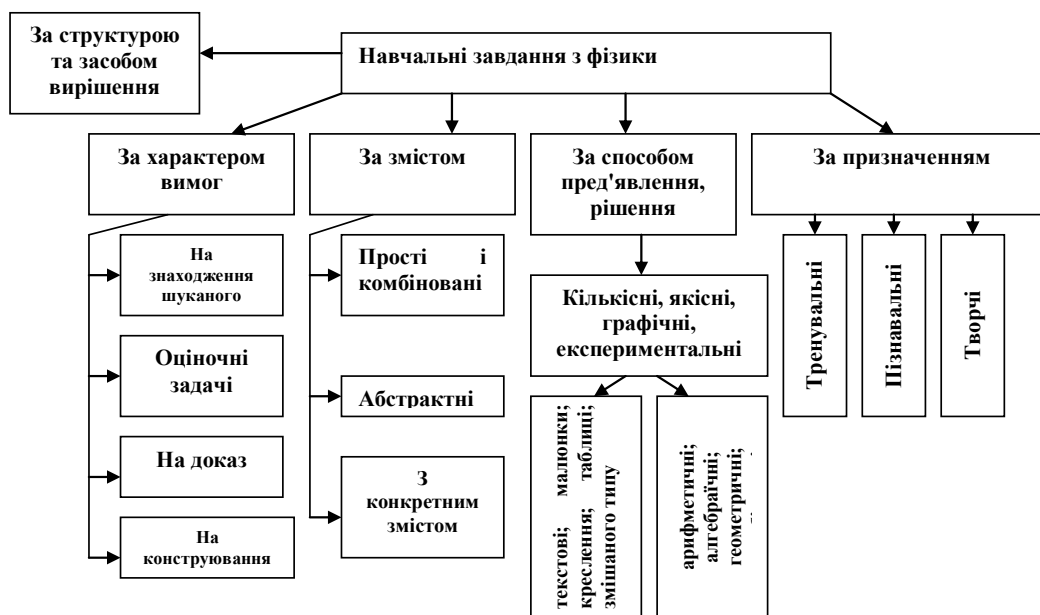 За структурою
та засобом
вирішення
Навчальні завдання з фізики
За характером
вимог
За змістом
За способом
пред'явлення,
рішення
За призначенням
На
знаходження
шуканого
Прості і
комбіновані
Кількісні, якісні,
графічні,
експериментальні
Тренувальні
Пізнавальні
Творчі
Оціночні
задачі
Абстрактні
текстові; малюнки;
креслення; таблиці;
змішаного типу
арифметичні;
алгебраїчні;
геометричні;
На доказ
З
конкретним
змістом
На
конструювання